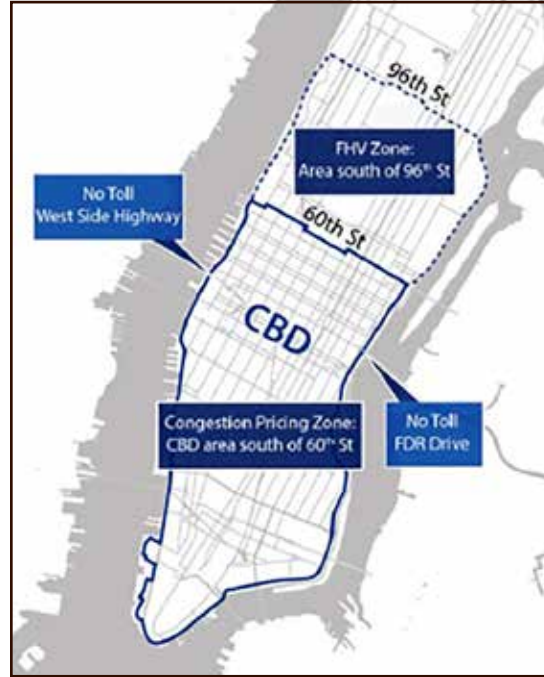 96th St
FHV Zone:
Area south of 96th St
No Toll
West Side Highway
60th St
CBD
Congestion Pricing Zone:
CBD area south of 60th St
No Toll
FDR Drive